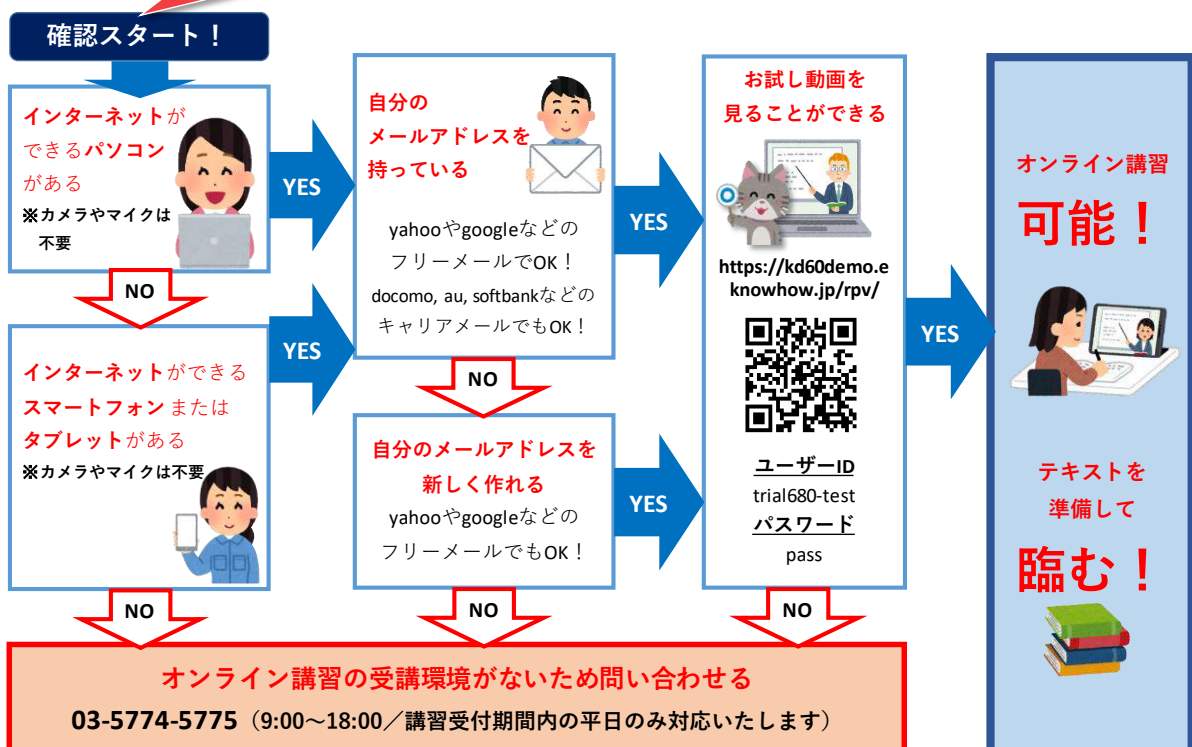 確認スタート！
インターネットが
できるパソコン
がある
※カメラやマイクは
不要
YES
NO
インターネットができる
スマートフォンまたは
タブレットがある
※カメラやマイクは不要
YES
NO
自分の
メールアドレスを
持っている
yahooやgoogleなどの
フリーメールでOK！
docomo, au, softbankなどの
キャリアメールでもOK！
YES
NO
自分のメールアドレスを
新しく作れる
yahooやgoogleなどの
フリーメールでもOK！
YES
NO
お試し動画を
見ることができる
https://kd60demo.e
knowhow.jp/rpv/
ユーザーID
trial680-test
パスワード
pass
YES
NO
オンライン講習
可能！
テキストを
準備して
臨む！
オンライン講習の受講環境がないため問い合わせる
03-5774-5775（9:00～18:00／講習受付期間内の平日のみ対応いたします）